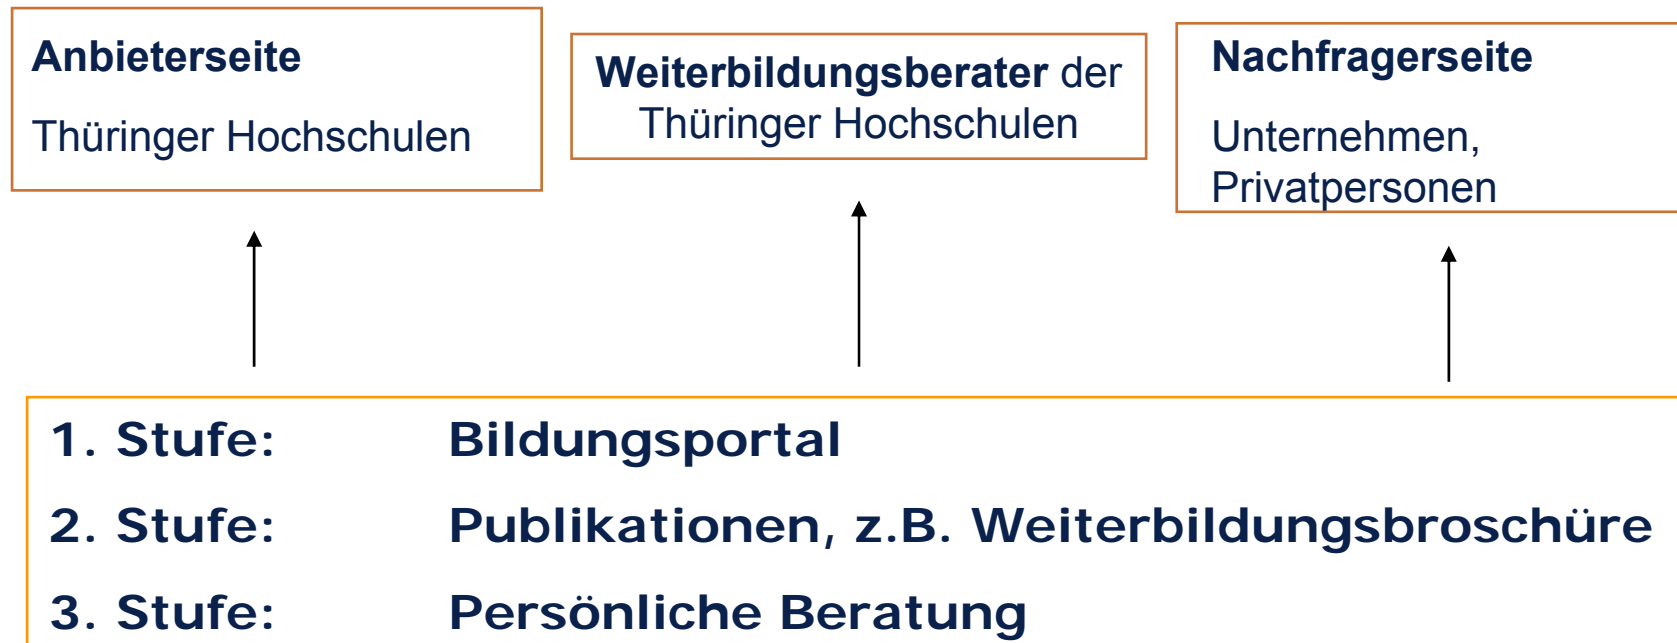 Anbieterseite
Thüringer Hochschulen
Weiterbildungsberater der
Thüringer Hochschulen
Nachfragerseite
Unternehmen,
Privatpersonen
1. Stufe: Bildungsportal
2. Stufe: Publikationen, z.B. Weiterbildungsbroschüre
3. Stufe: Persönliche Beratung